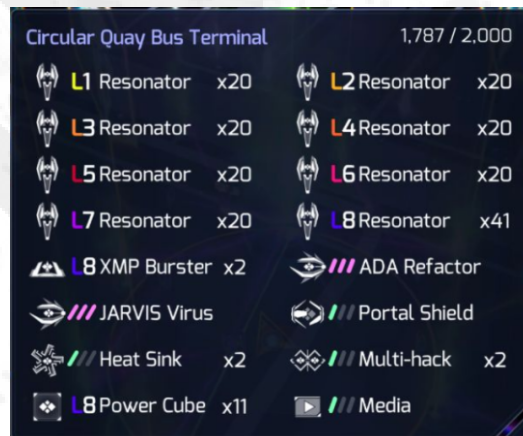 Circular Quay Bus Terminal 1,787 / 2,000
L1 Resonator x20 L2 Resonator x20
L3 Resonator x20 L4 Resonator x20
L5 Resonator x20 L6 Resonator x20
L7 Resonator x20 L8 Resonator x41
L8 XMP Burster x2 ADA Refactor
JARVIS Virus Portal Shield
Heat Sink x2 Multi-hack x2
L8 Power Cube x11 Media